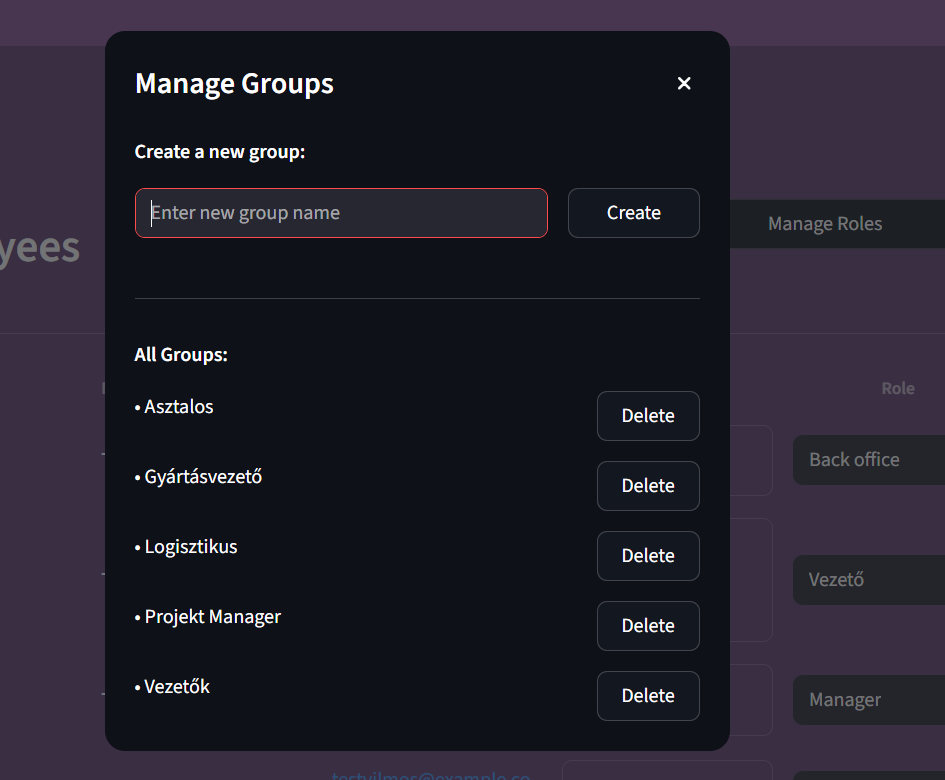 Manage Groups
Create a new group:
Enter new group name
Create
yees
Manage Roles
All Groups:
Role
• Asztalos
Delete
Back office
• Gyártásvezető
Delete
• Logisztikus
Delete
Vezető
• Projekt Manager
Delete
• Vezetők
Delete
Manager
testvilmos@example.co